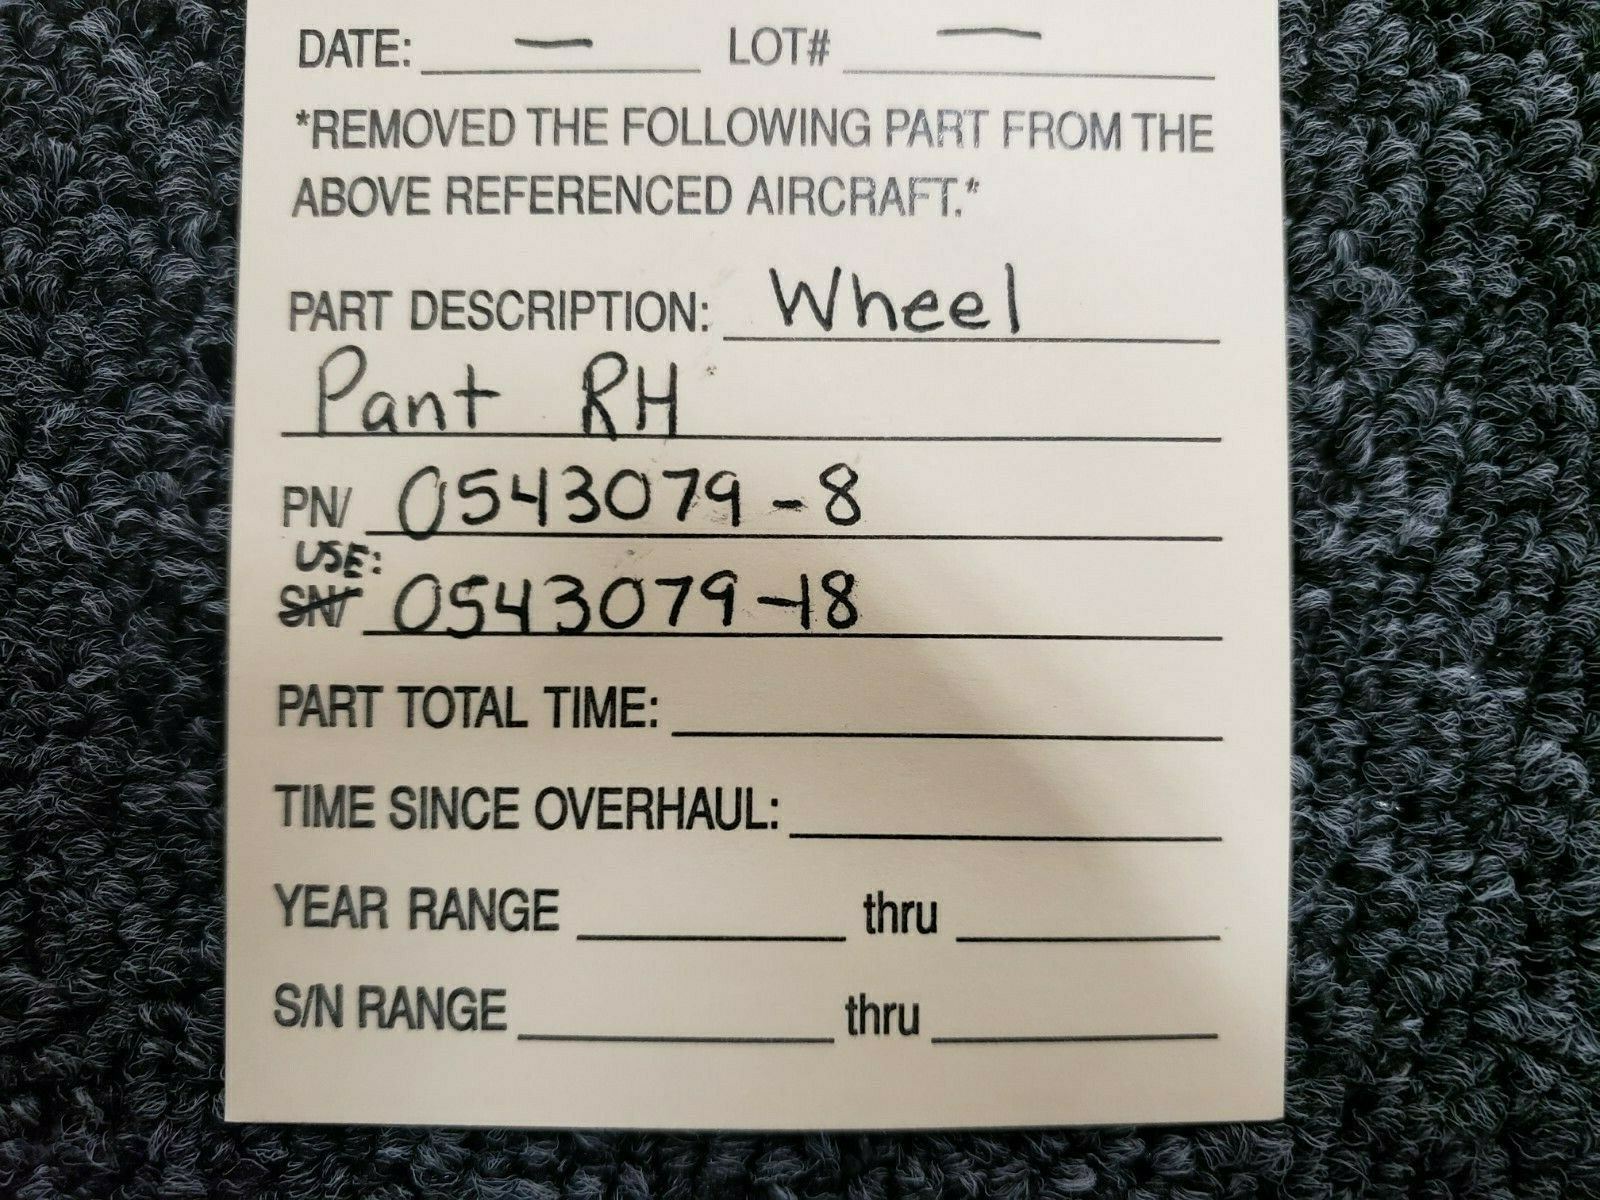 DATE: — LOT# —
*REMOVED THE FOLLOWING PART FROM THE
ABOVE REFERENCED AIRCRAFT.*
PART DESCRIPTION: Wheel
Pant RH
PN/ 0543079-8
USE:
SN/ 0543079-18
PART TOTAL TIME:
TIME SINCE OVERHAUL:
YEAR RANGE thru
S/N RANGE thru